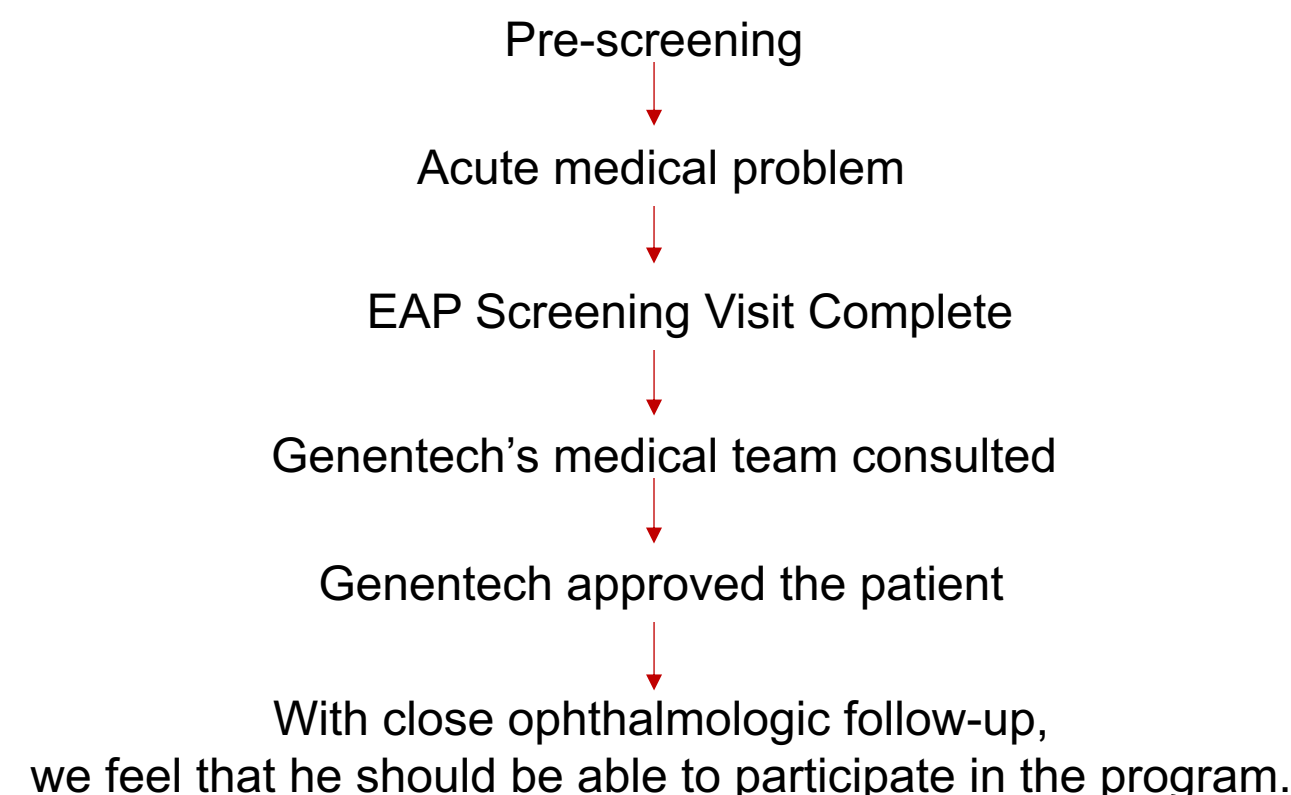 Pre-screening
Acute medical problem
EAP Screening Visit Complete
Genentech’s medical team consulted
Genentech approved the patient
With close ophthalmologic follow-up,
we feel that he should be able to participate in the program.